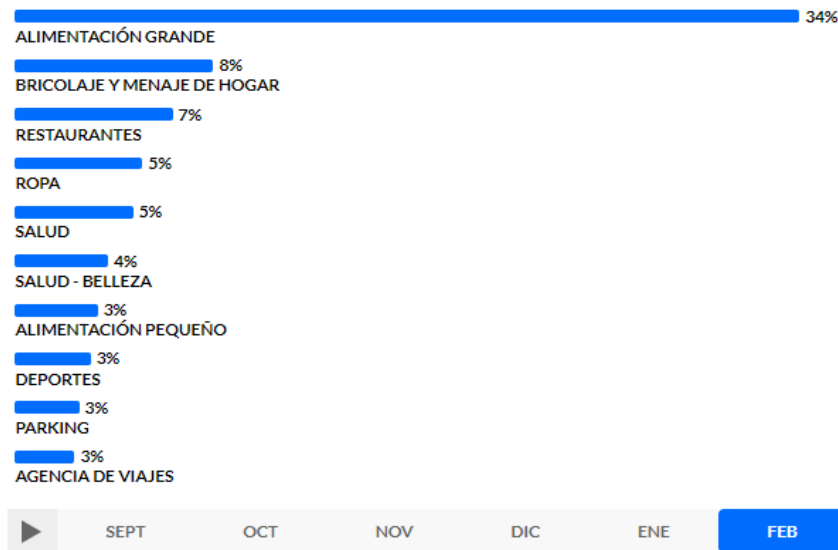 34%
ALIMENTACIÓN GRANDE
8%
BRICOLAJE Y MENAJE DE HOGAR
7%
RESTAURANTES
5%
ROPA
5%
SALUD
4%
SALUD - BELLEZA
3%
ALIMENTACIÓN PEQUEÑO
3%
DEPORTES
3%
PARKING
3%
AGENCIA DE VIAJES
SEPT OCT NOV DIC ENE FEB